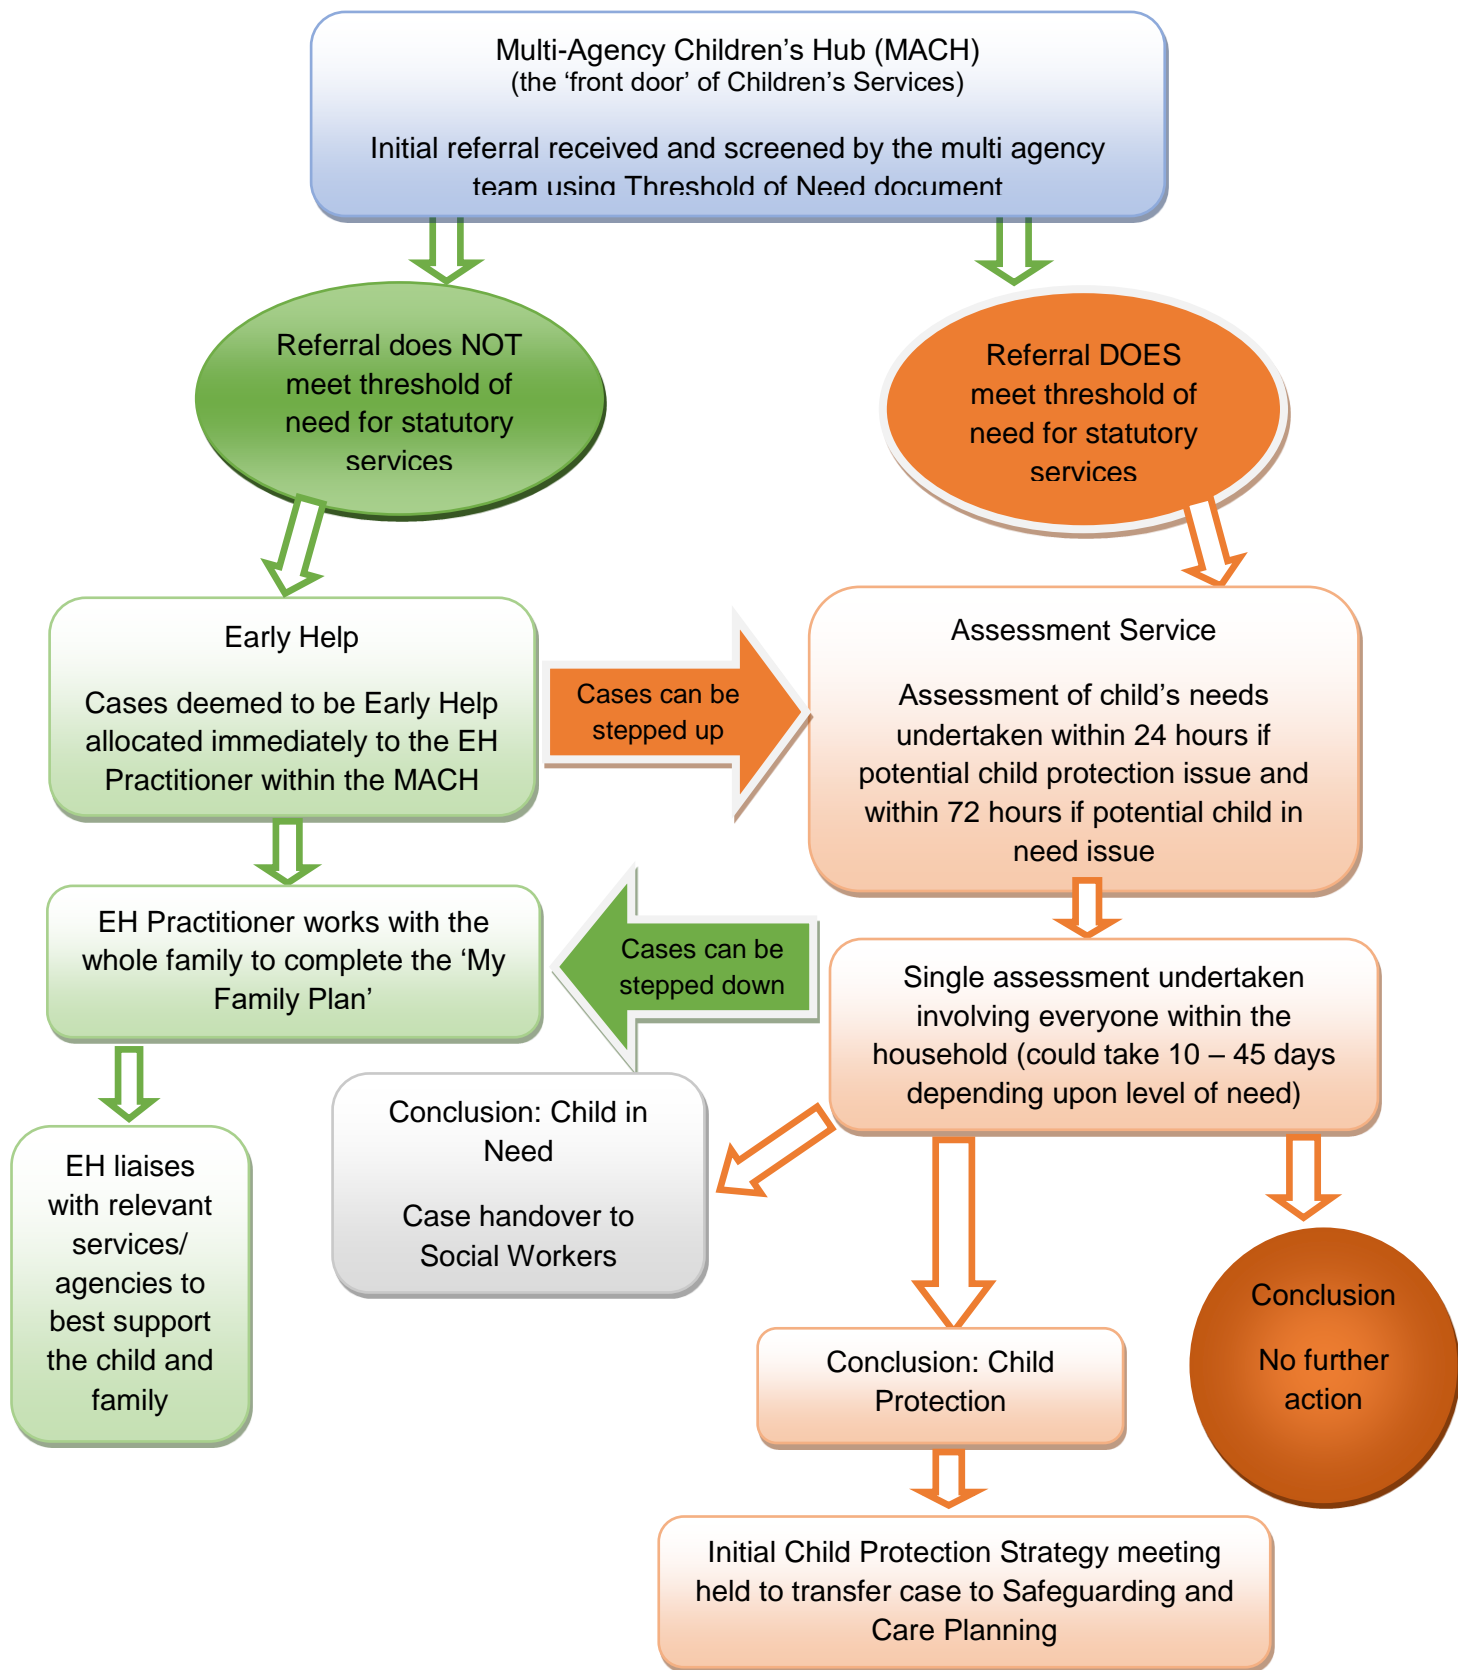 Multi-Agency Children’s Hub (MACH)
(the ‘front door’ of Children’s Services)
Initial referral received and screened by the multi agency
team using Threshold of Need document
Referral does NOT
meet threshold of
need for statutory
services
Referral DOES
meet threshold of
need for statutory
services
Early Help
Cases deemed to be Early Help
allocated immediately to the EH
Practitioner within the MACH
Cases can be
stepped up
Assessment Service
Assessment of child’s needs
undertaken within 24 hours if
potential child protection issue and
within 72 hours if potential child in
need issue
EH Practitioner works with the
whole family to complete the ‘My
Family Plan’
Cases can be
stepped down
Single assessment undertaken
involving everyone within the
household (could take 10 – 45 days
depending upon level of need)
EH liaises
with relevant
services/
agencies to
best support
the child and
family
Conclusion: Child in
Need
Case handover to
Social Workers
Conclusion: Child
Protection
Conclusion
No further
action
Initial Child Protection Strategy meeting
held to transfer case to Safeguarding and
Care Planning